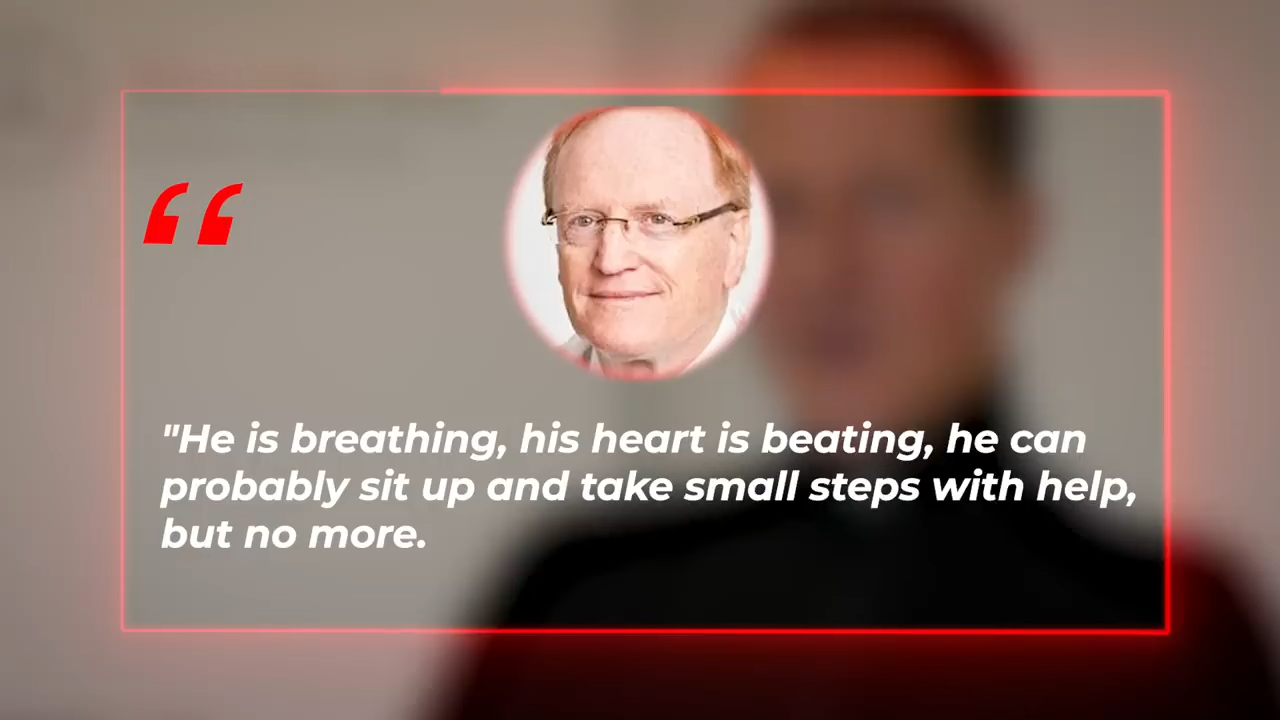 “
"He is breathing, his heart is beating, he can
probably sit up and take small steps with help,
but no more.